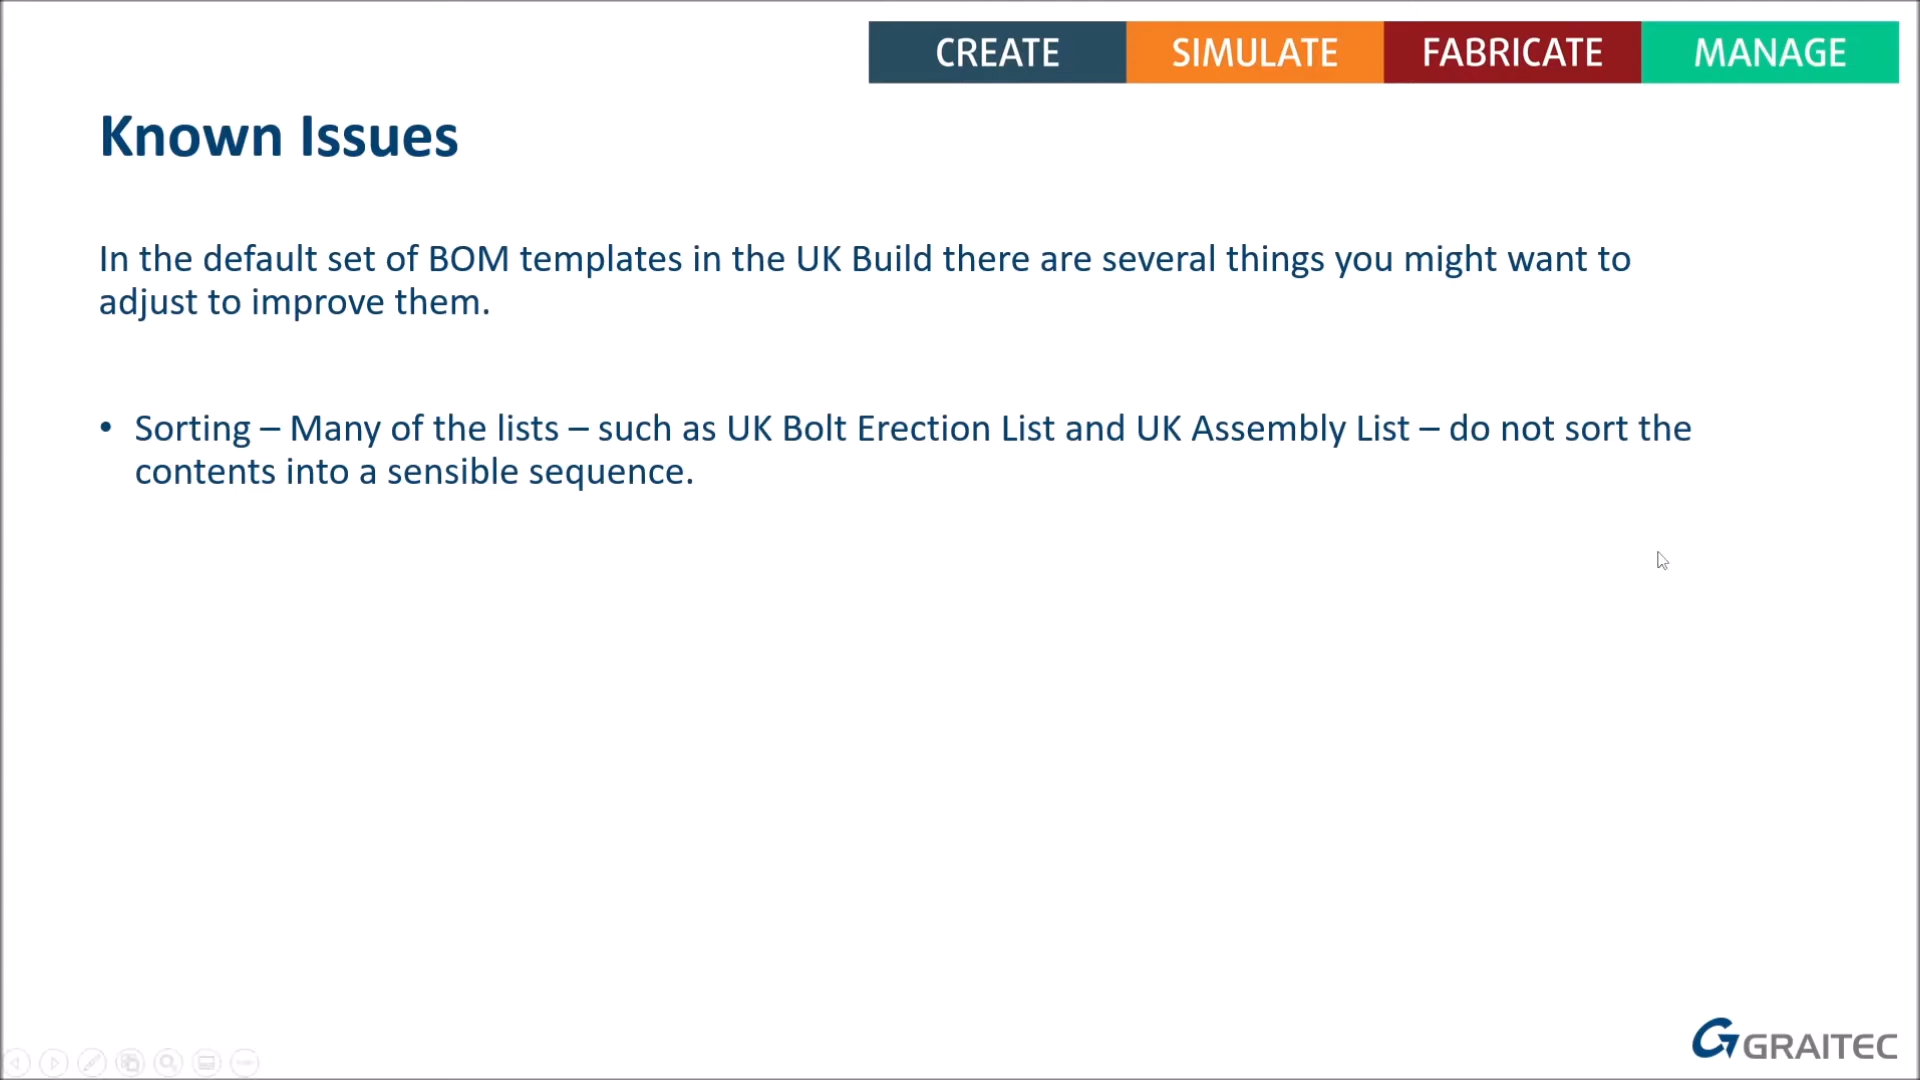 CREATE SIMULATE FABRICATE MANAGE
Known Issues
In the default set of BOM templates in the UK Build there are several things you might want to
adjust to improve them.
• Sorting – Many of the lists – such as UK Bolt Erection List and UK Assembly List – do not sort the
contents into a sensible sequence.
GRAITEC